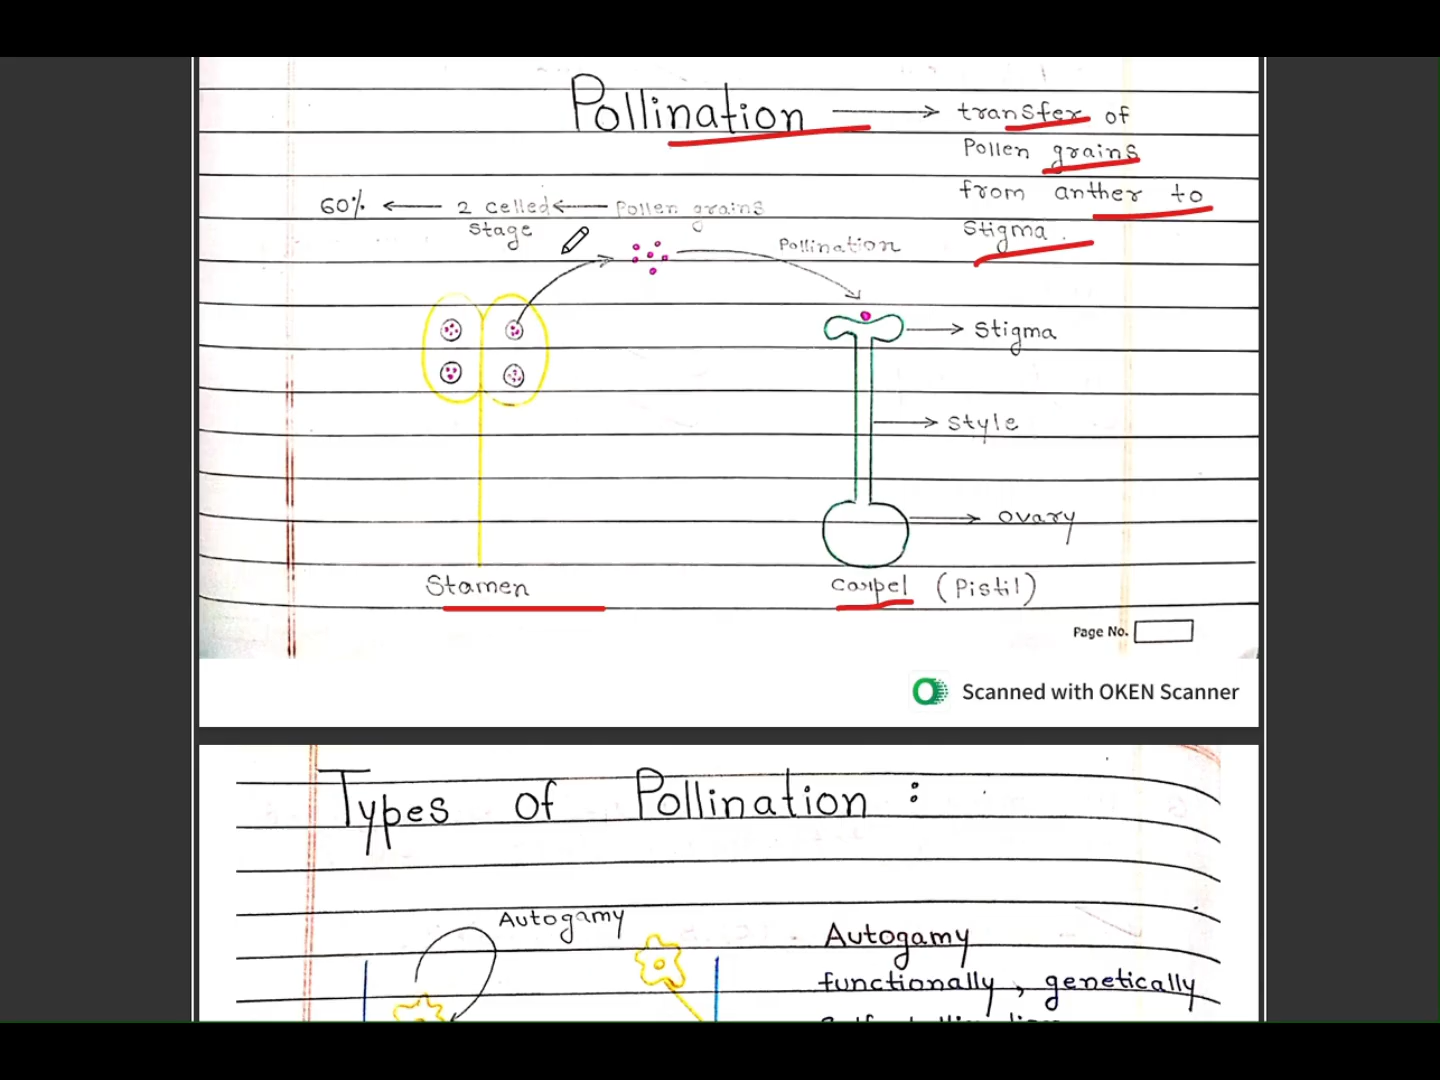 Pollination → transfer of
Pollen grains
from anther to
Stigma.
60% ← 2 celled ← Pollen grains
stage
Pollination
Stigma
Style
Ovary
Stamen
Carpel (Pistil)
Page No.
Scanned with OKEN Scanner
Types of Pollination :
Autogamy
Autogamy
functionally, genetically